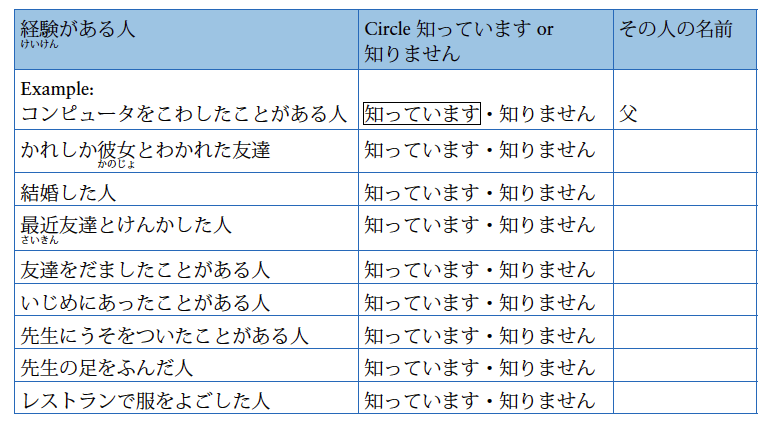 経験がある人
けいけん
Circle 知っています or
知りません
その人の名前
Example:
コンピュータをこわしたことがある人
知っています・知りません
父
かれしか彼女とわかれた友達
かのじょ
知っています・知りません
結婚した人
知っています・知りません
最近友達とけんかした人
さいきん
知っています・知りません
友達をだましたことがある人
知っています・知りません
いじめにあったことがある人
知っています・知りません
先生にうそをついたことがある人
知っています・知りません
先生の足をふんだ人
知っています・知りません
レストランで服をよごした人
知っています・知りません